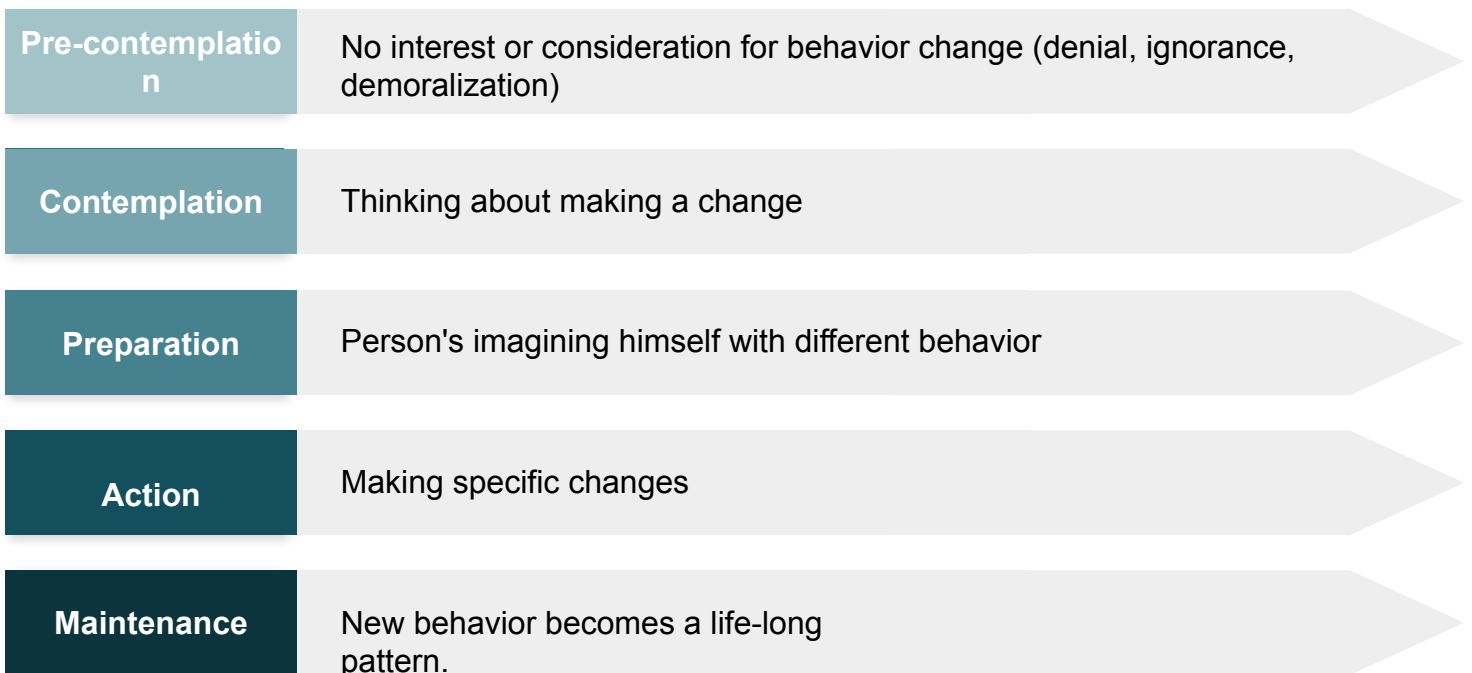 Pre-contemplatio
n
No interest or consideration for behavior change (denial, ignorance,
demoralization)
Contemplation
Thinking about making a change
Preparation
Person's imagining himself with different behavior
Action
Making specific changes
Maintenance
New behavior becomes a life-long
pattern.